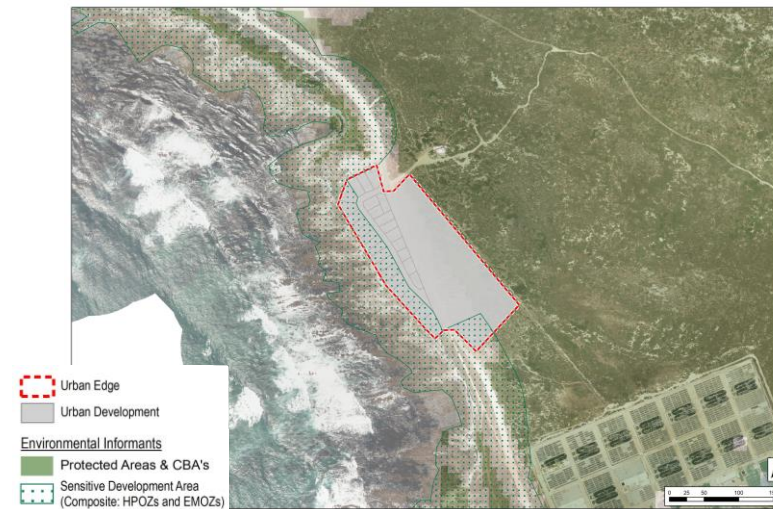 Urban Edge
Urban Development
Environmental Informants
Protected Areas & CBA's
Sensitive Development Area
(Composite: HPOZs and EMOZs)
0 25 50 100